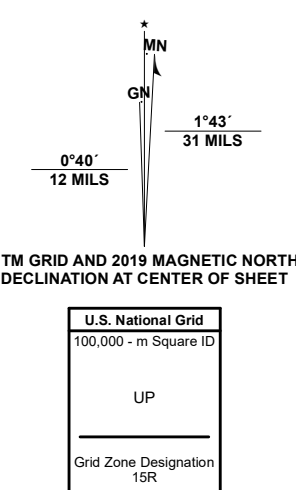 MN
GN
1°43´
31 MILS
0°40´
12 MILS
TM GRID AND 2019 MAGNETIC NORTH
DECLINATION AT CENTER OF SHEET
U.S. National Grid
100,000 - m Square ID
UP
Grid Zone Designation
15R